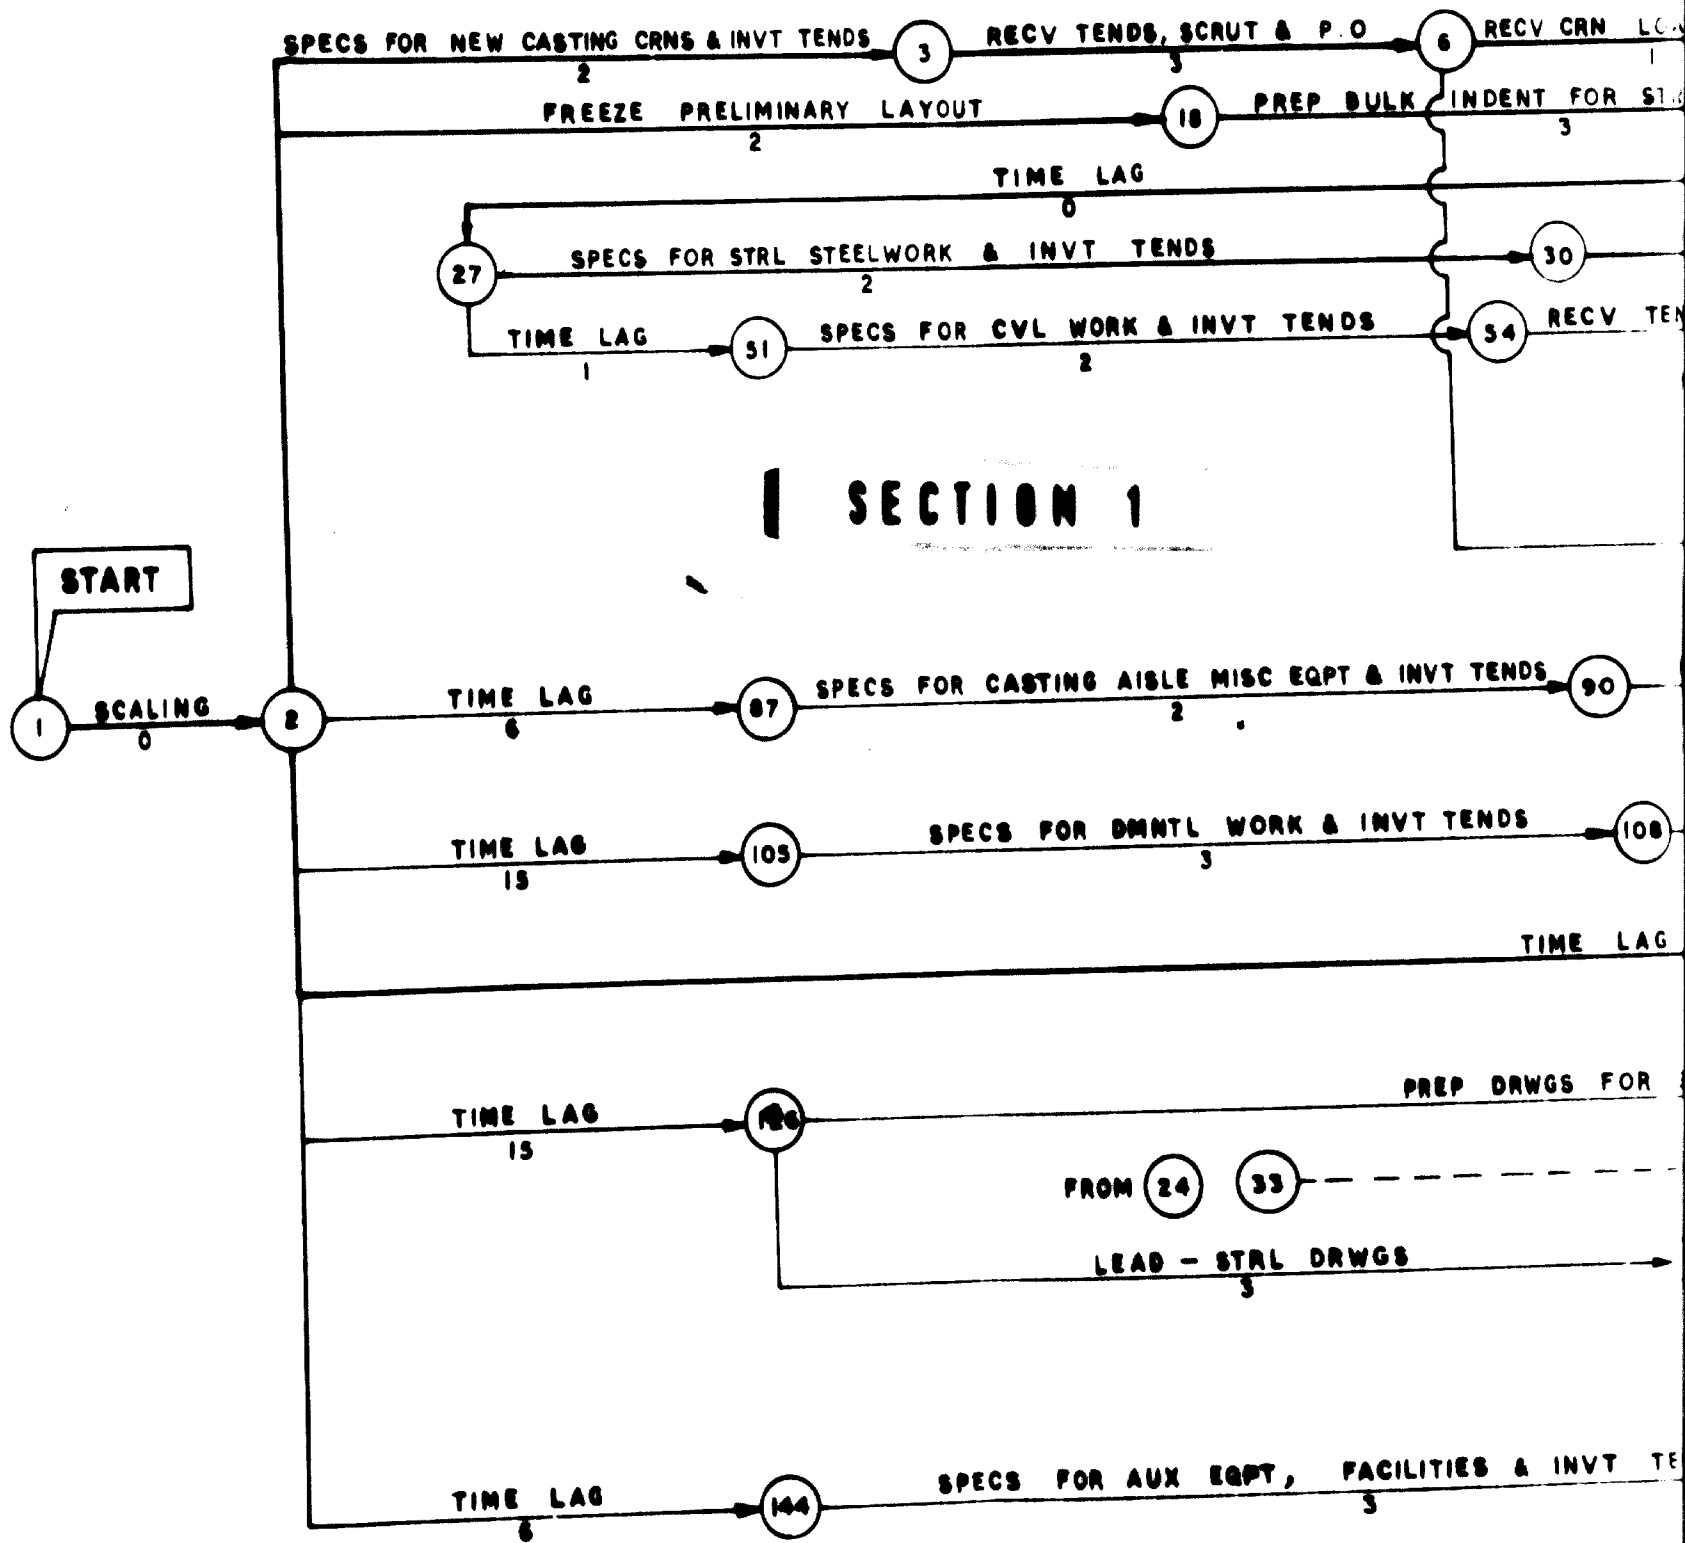 SPECS FOR NEW CASTING CRNS & INVT TENDS
2
3
RECV TENDS, SCRUT & P.O
3
6
RECV CRN
1
FREEZE PRELIMINARY LAYOUT
2
18
PREP BULK INDENT FOR
3
TIME LAG
0
27
SPECS FOR STRL STEELWORK & INVT TENDS
2
30
TIME LAG
1
51
SPECS FOR CVL WORK & INVT TENDS
2
54
RECV TEN
SECTION 1
START
1
SCALING
0
2
TIME LAG
6
87
SPECS FOR CASTING AISLE MISC EQPT & INVT TENDS
2
90
TIME LAG
15
105
SPECS FOR DMNTL WORK & INVT TENDS
3
108
TIME LAG
TIME LAG
15
126
PREP DRWGS FOR
FROM 24 33
LEAD - STRL DRWGS
3
TIME LAG
6
144
SPECS FOR AUX EQPT, FACILITIES & INVT TE
3